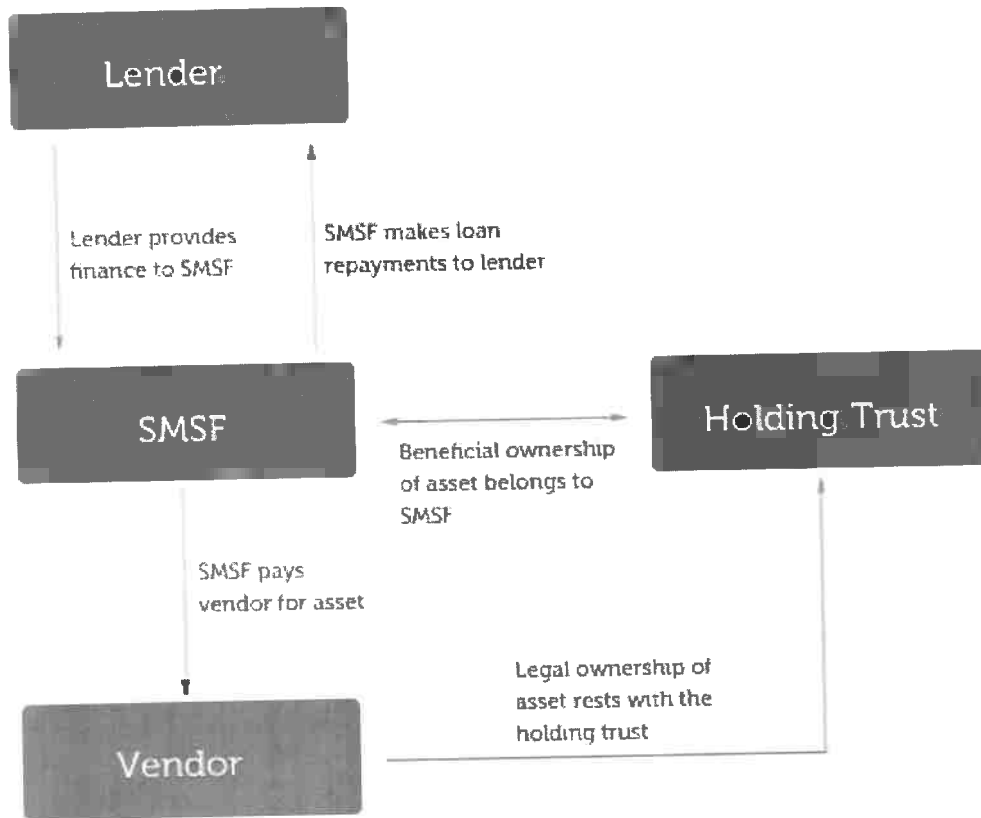 Lender
Lender provides
finance to SMSF
SMSF makes loan
repayments to lender
SMSF
Holding Trust
Beneficial ownership
of asset belongs to
SMSF
SMSF pays
vendor for asset
Legal ownership of
asset rests with the
holding trust
Vendor